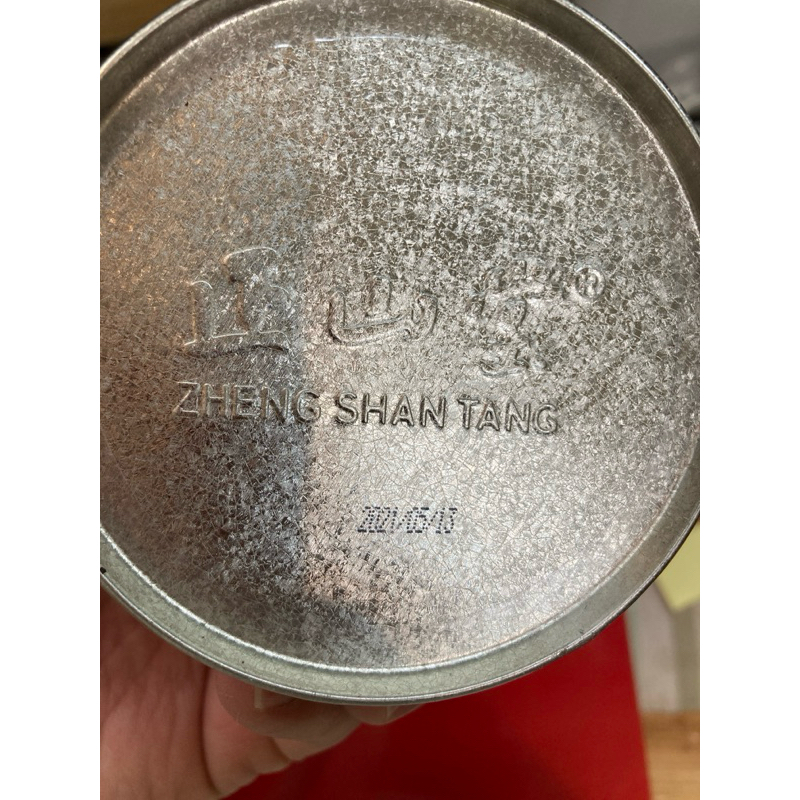 正山堂®
ZHENG SHAN TANG
2021/05/13